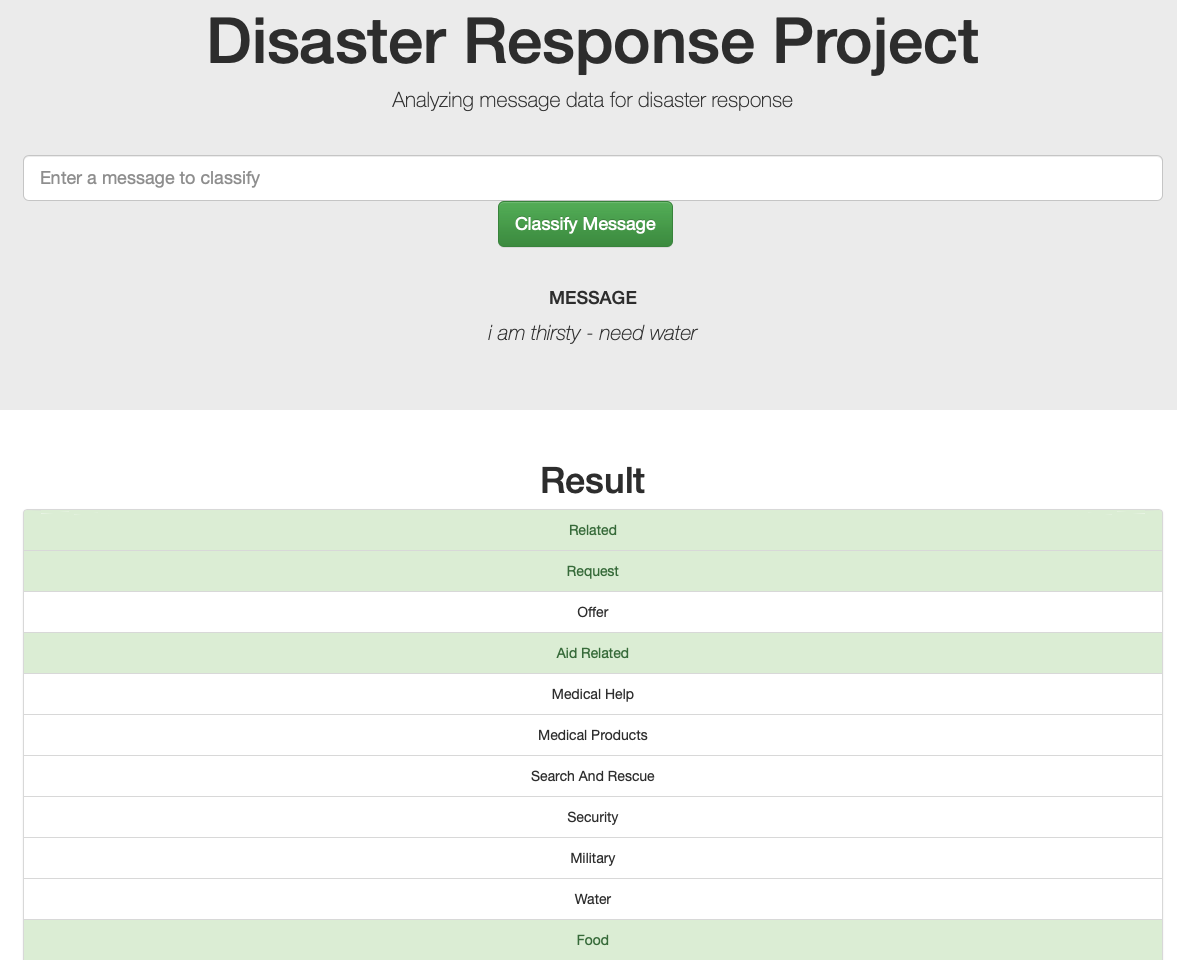 Disaster Response Project
Analyzing message data for disaster response
Enter a message to classify
Classify Message
MESSAGE
i am thirsty - need water
Result
Related
Request
Offer
Aid Related
Medical Help
Medical Products
Search And Rescue
Security
Military
Water
Food